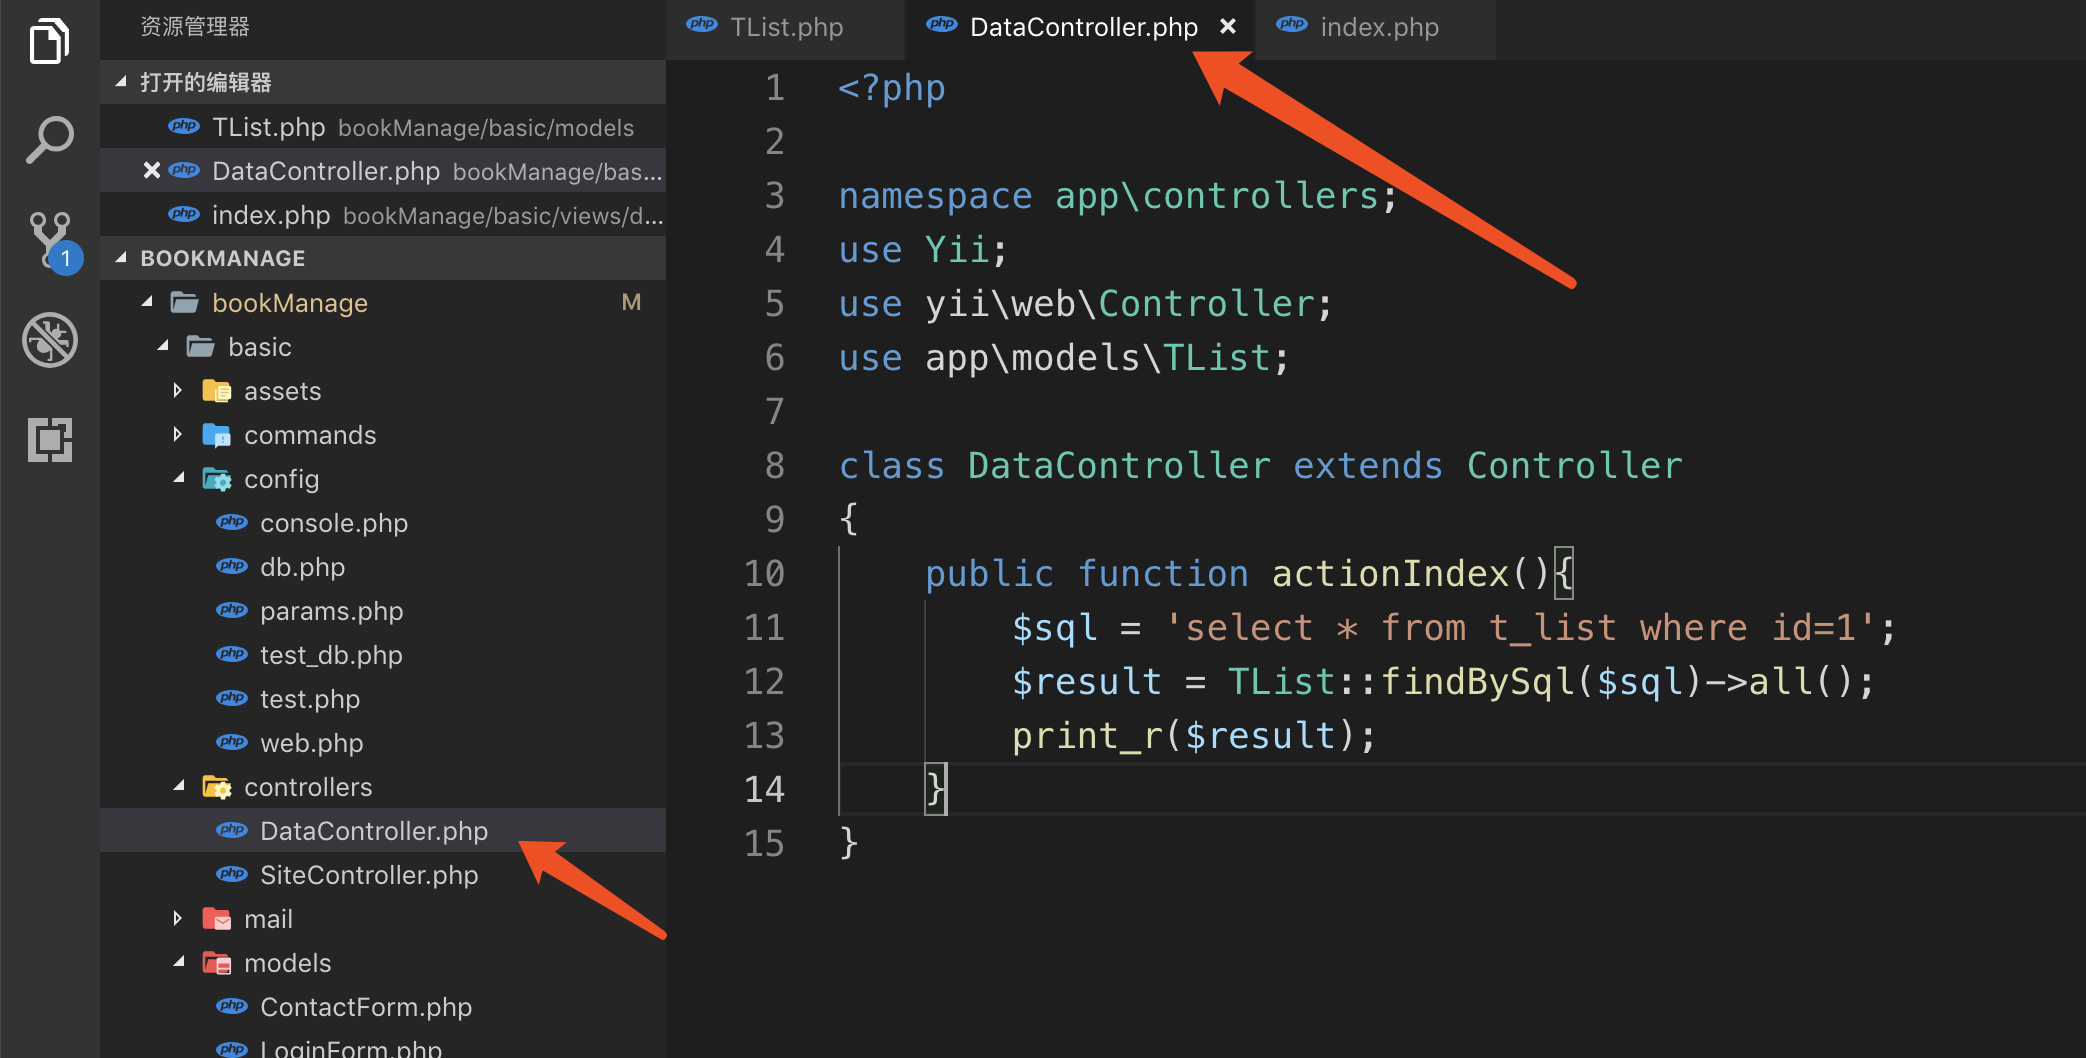 资源管理器
打开的编辑器
php TList.php bookManage/basic/models
php DataController.php bookManage/bas...
php index.php bookManage/basic/views/d...
1
BOOKMANAGE
bookManage M
basic
assets
commands
config
php console.php
php db.php
php params.php
php test_db.php
php test.php
php web.php
controllers
php DataController.php
php SiteController.php
mail
models
php ContactForm.php
php LoginForm.php
php TList.php
php DataController.php
php index.php
1 <?php
2
3 namespace app\controllers;
4 use Yii;
5 use yii\web\Controller;
6 use app\models\TList;
7
8 class DataController extends Controller
9 {
10 public function actionIndex(){
11 $sql = 'select * from t_list where id=1';
12 $result = TList::findBySql($sql)->all();
13 print_r($result);
14 }
15 }